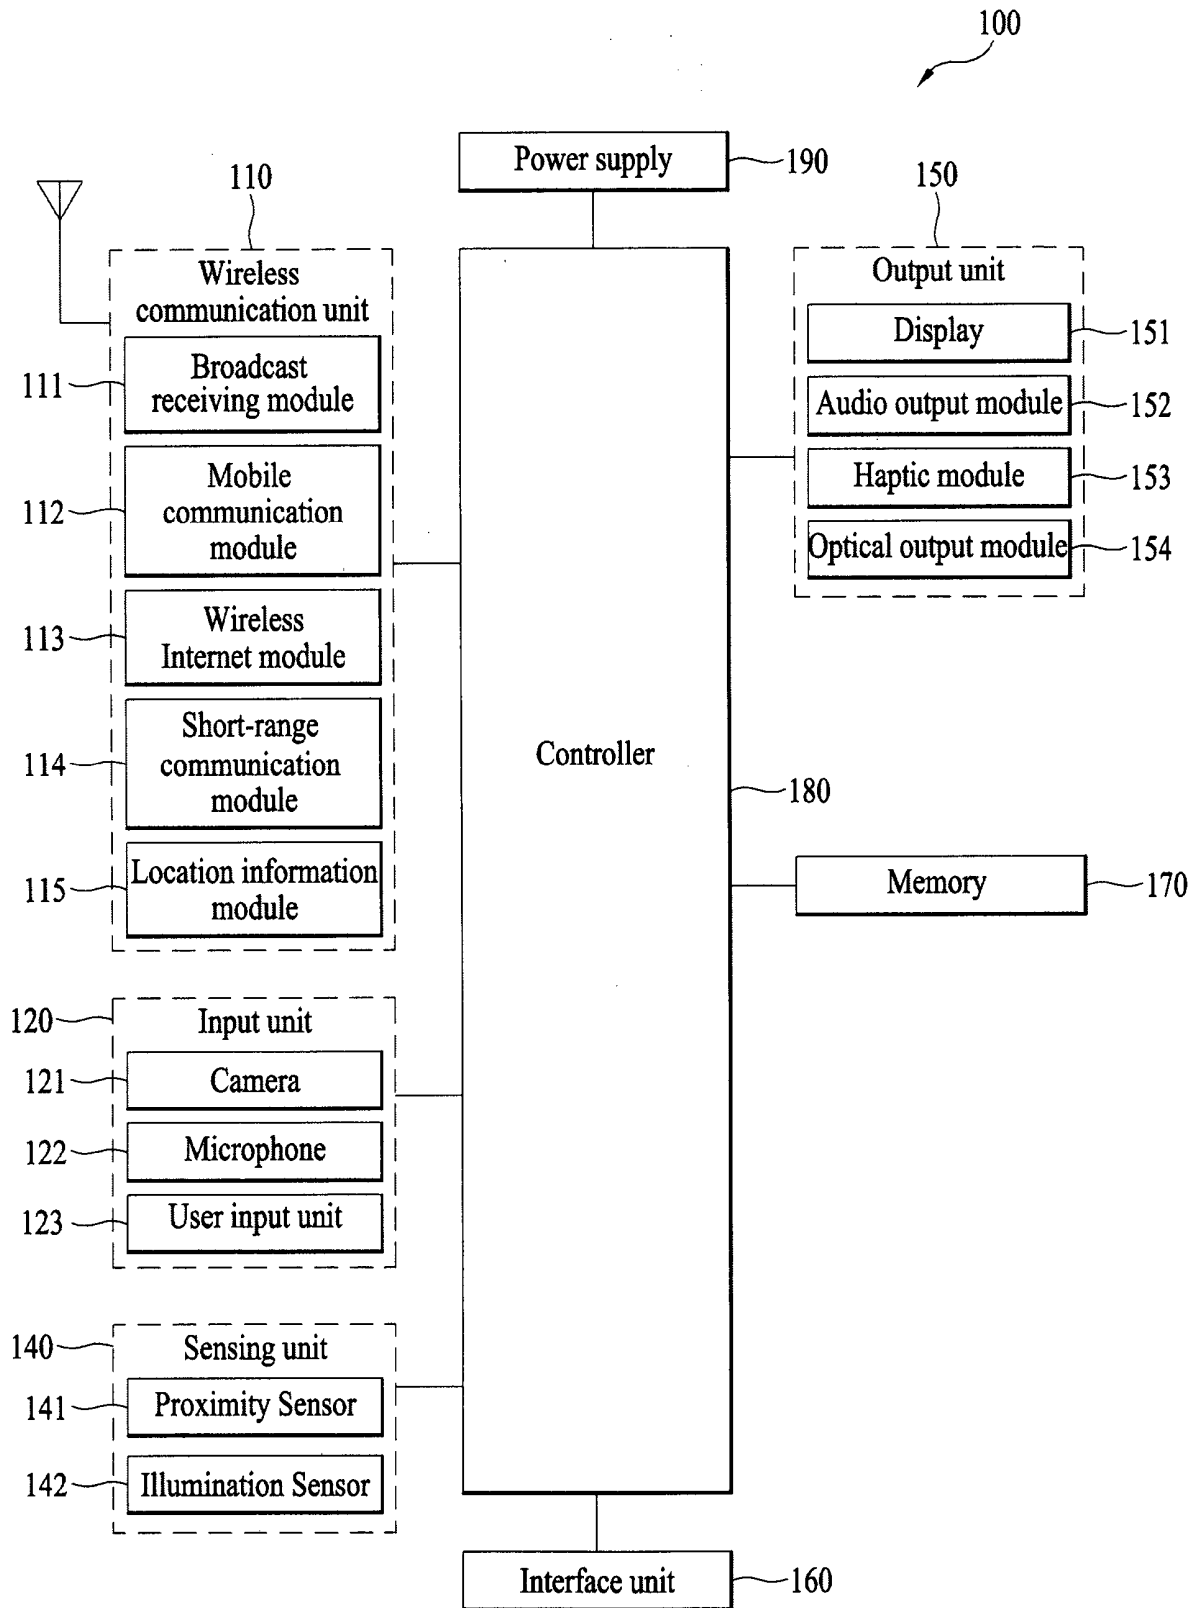 100
Power supply
190
110
150
Wireless
communication unit
Output unit
Broadcast
receiving module
111
Display
151
Audio output module
152
Mobile
communication
module
112
Haptic module
153
Optical output module
154
Wireless
Internet module
113
Short-range
communication
module
114
Controller
180
Location information
module
115
Memory
170
120
Input unit
121
Camera
122
Microphone
123
User input unit
140
Sensing unit
141
Proximity Sensor
142
Illumination Sensor
Interface unit
160